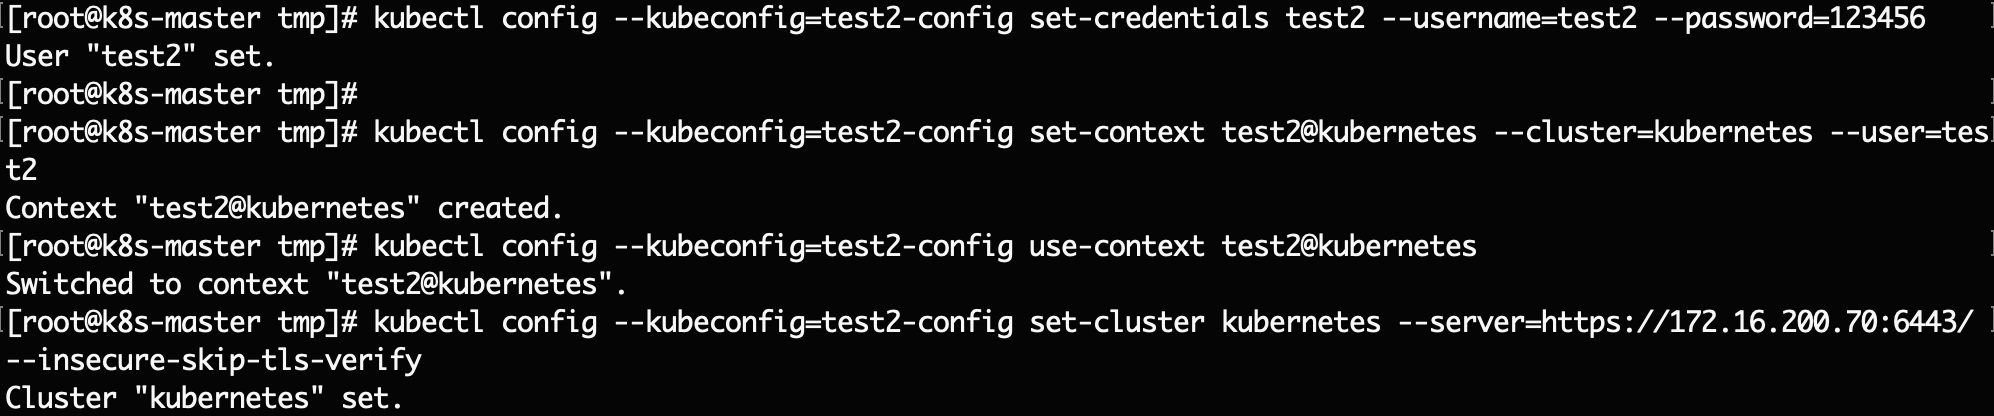 [root@k8s-master tmp]# kubectl config --kubeconfig=test2-config set-credentials test2 --username=test2 --password=123456
User "test2" set.
[root@k8s-master tmp]#
[root@k8s-master tmp]# kubectl config --kubeconfig=test2-config set-context test2@kubernetes --cluster=kubernetes --user=tes
t2
Context "test2@kubernetes" created.
[root@k8s-master tmp]# kubectl config --kubeconfig=test2-config use-context test2@kubernetes
Switched to context "test2@kubernetes".
[root@k8s-master tmp]# kubectl config --kubeconfig=test2-config set-cluster kubernetes --server=https://172.16.200.70:6443/
--insecure-skip-tls-verify
Cluster "kubernetes" set.